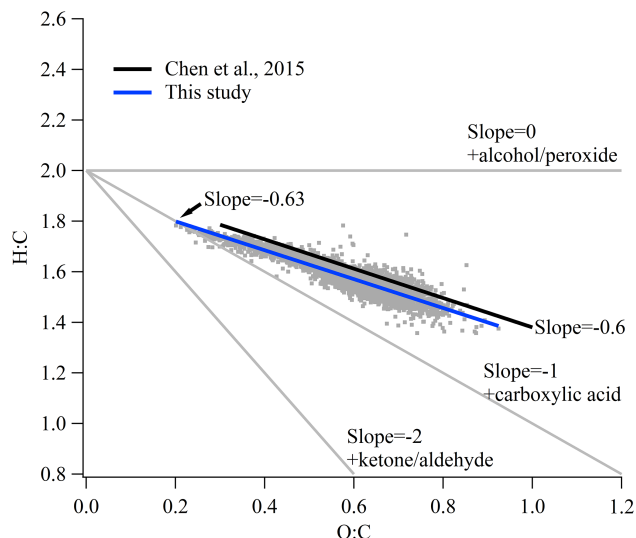 2.6
2.4
2.2
2.0
1.8
1.6
1.4
1.2
1.0
0.8
H:C
Chen et al., 2015
This study
Slope=0
+alcohol/peroxide
Slope=-0.63
Slope=-0.6
Slope=-1
+carboxylic acid
Slope=-2
+ketone/aldehyde
0.0 0.2 0.4 0.6 0.8 1.0 1.2
O:C